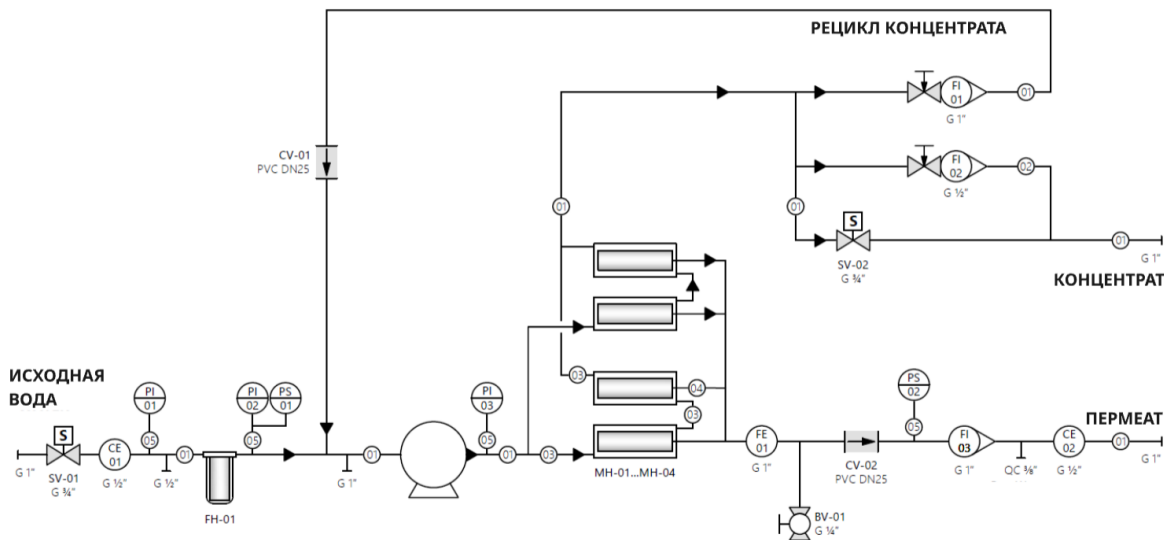 РЕЦИКЛ КОНЦЕНТРАТА
FI
01
01
G 1"
CV-01
PVC DN25
FI
02
02
G ½"
01
01
S
SV-02
G ¾"
01
G 1"
КОНЦЕНТРАТ
ИСХОДНАЯ
ВОДА
PI
01
PI
02
PS
01
PI
03
03
04
03
PS
02
ПЕРМЕАТ
S
G 1"
SV-01
G ¾"
CE
01
G ½"
05
01
G ½"
FH-01
05
G 1"
01
05
01
03
MH-01...MH-04
FE
01
G 1"
BV-01
G ¼"
CV-02
PVC DN25
05
FI
03
G 1"
QC ⅜"
CE
02
G ½"
01
G 1"